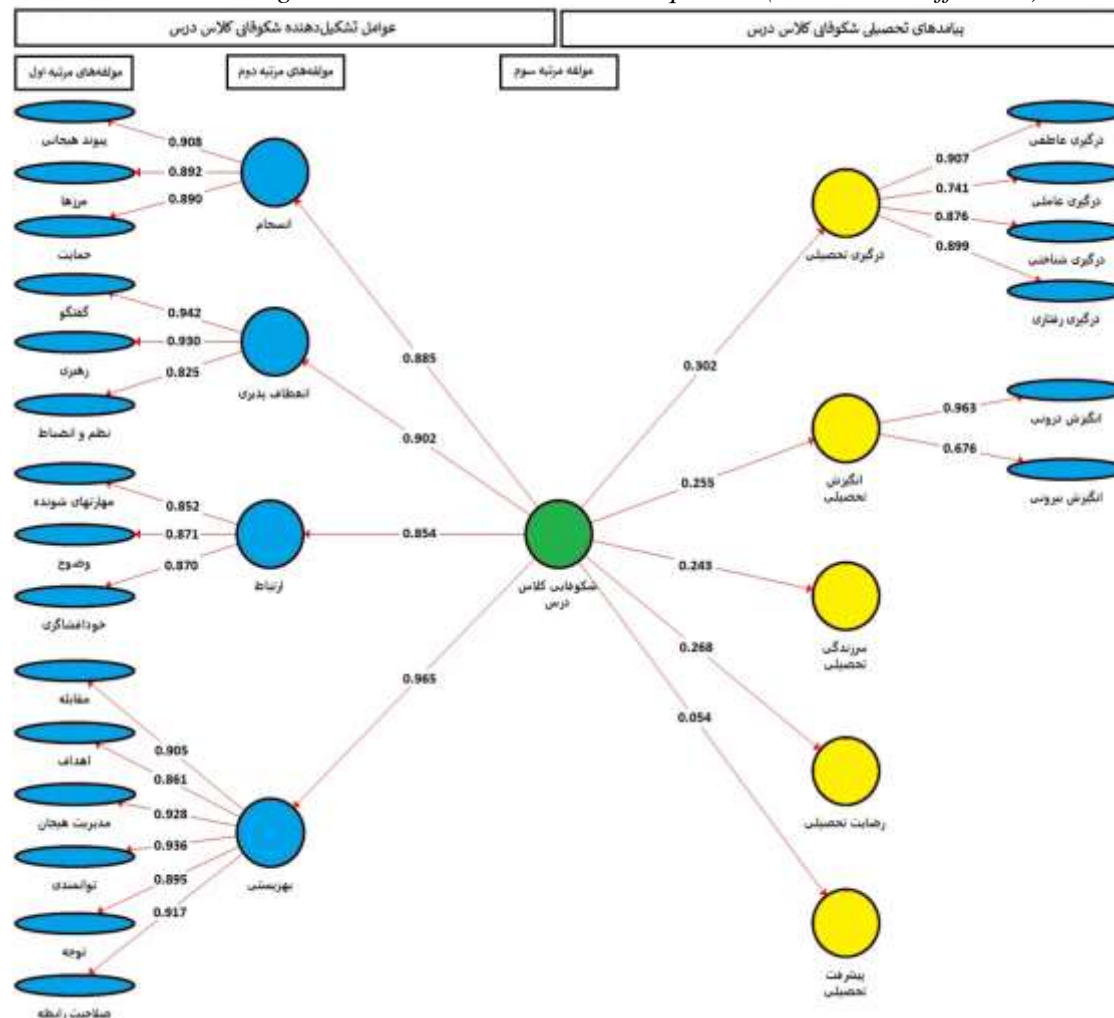 پیامدهای تحصیلی شکوفائی کلاس درس
عوامل تشکیل‌دهنده شکوفائی کلاس درس
مولفه مرتبه سوم
مولفه‌های مرتبه دوم
مولفه‌های مرتبه اول
پیوند هیجانی
مرزها
حمایت
0.908
0.892
0.890
انسجام
گفتگو
رهبری
نظم و انضباط
0.942
0.930
0.825
انعطاف پذیری
مهارتهای شونده
وضوح
خودافشاگری
0.852
0.871
0.870
ارتباط
مقابله
اهداف
مدیریت هیجان
توانمندی
توجه
صلاحیت رابطه
0.905
0.861
0.928
0.936
0.895
0.917
بهزیستی
0.885
0.902
0.854
0.965
شکوفایی کلاس
درس
0.302
0.255
0.243
0.268
0.054
درگیری تحصیلی
0.907
0.741
0.876
0.899
درگیری عاطفی
درگیری عاملی
درگیری شناختی
درگیری رفتاری
انگیزش
تحصیلی
0.963
0.676
انگیزش درونی
انگیزش بیرونی
سرزندگی
تحصیلی
رضایت تحصیلی
پیشرفت
تحصیلی